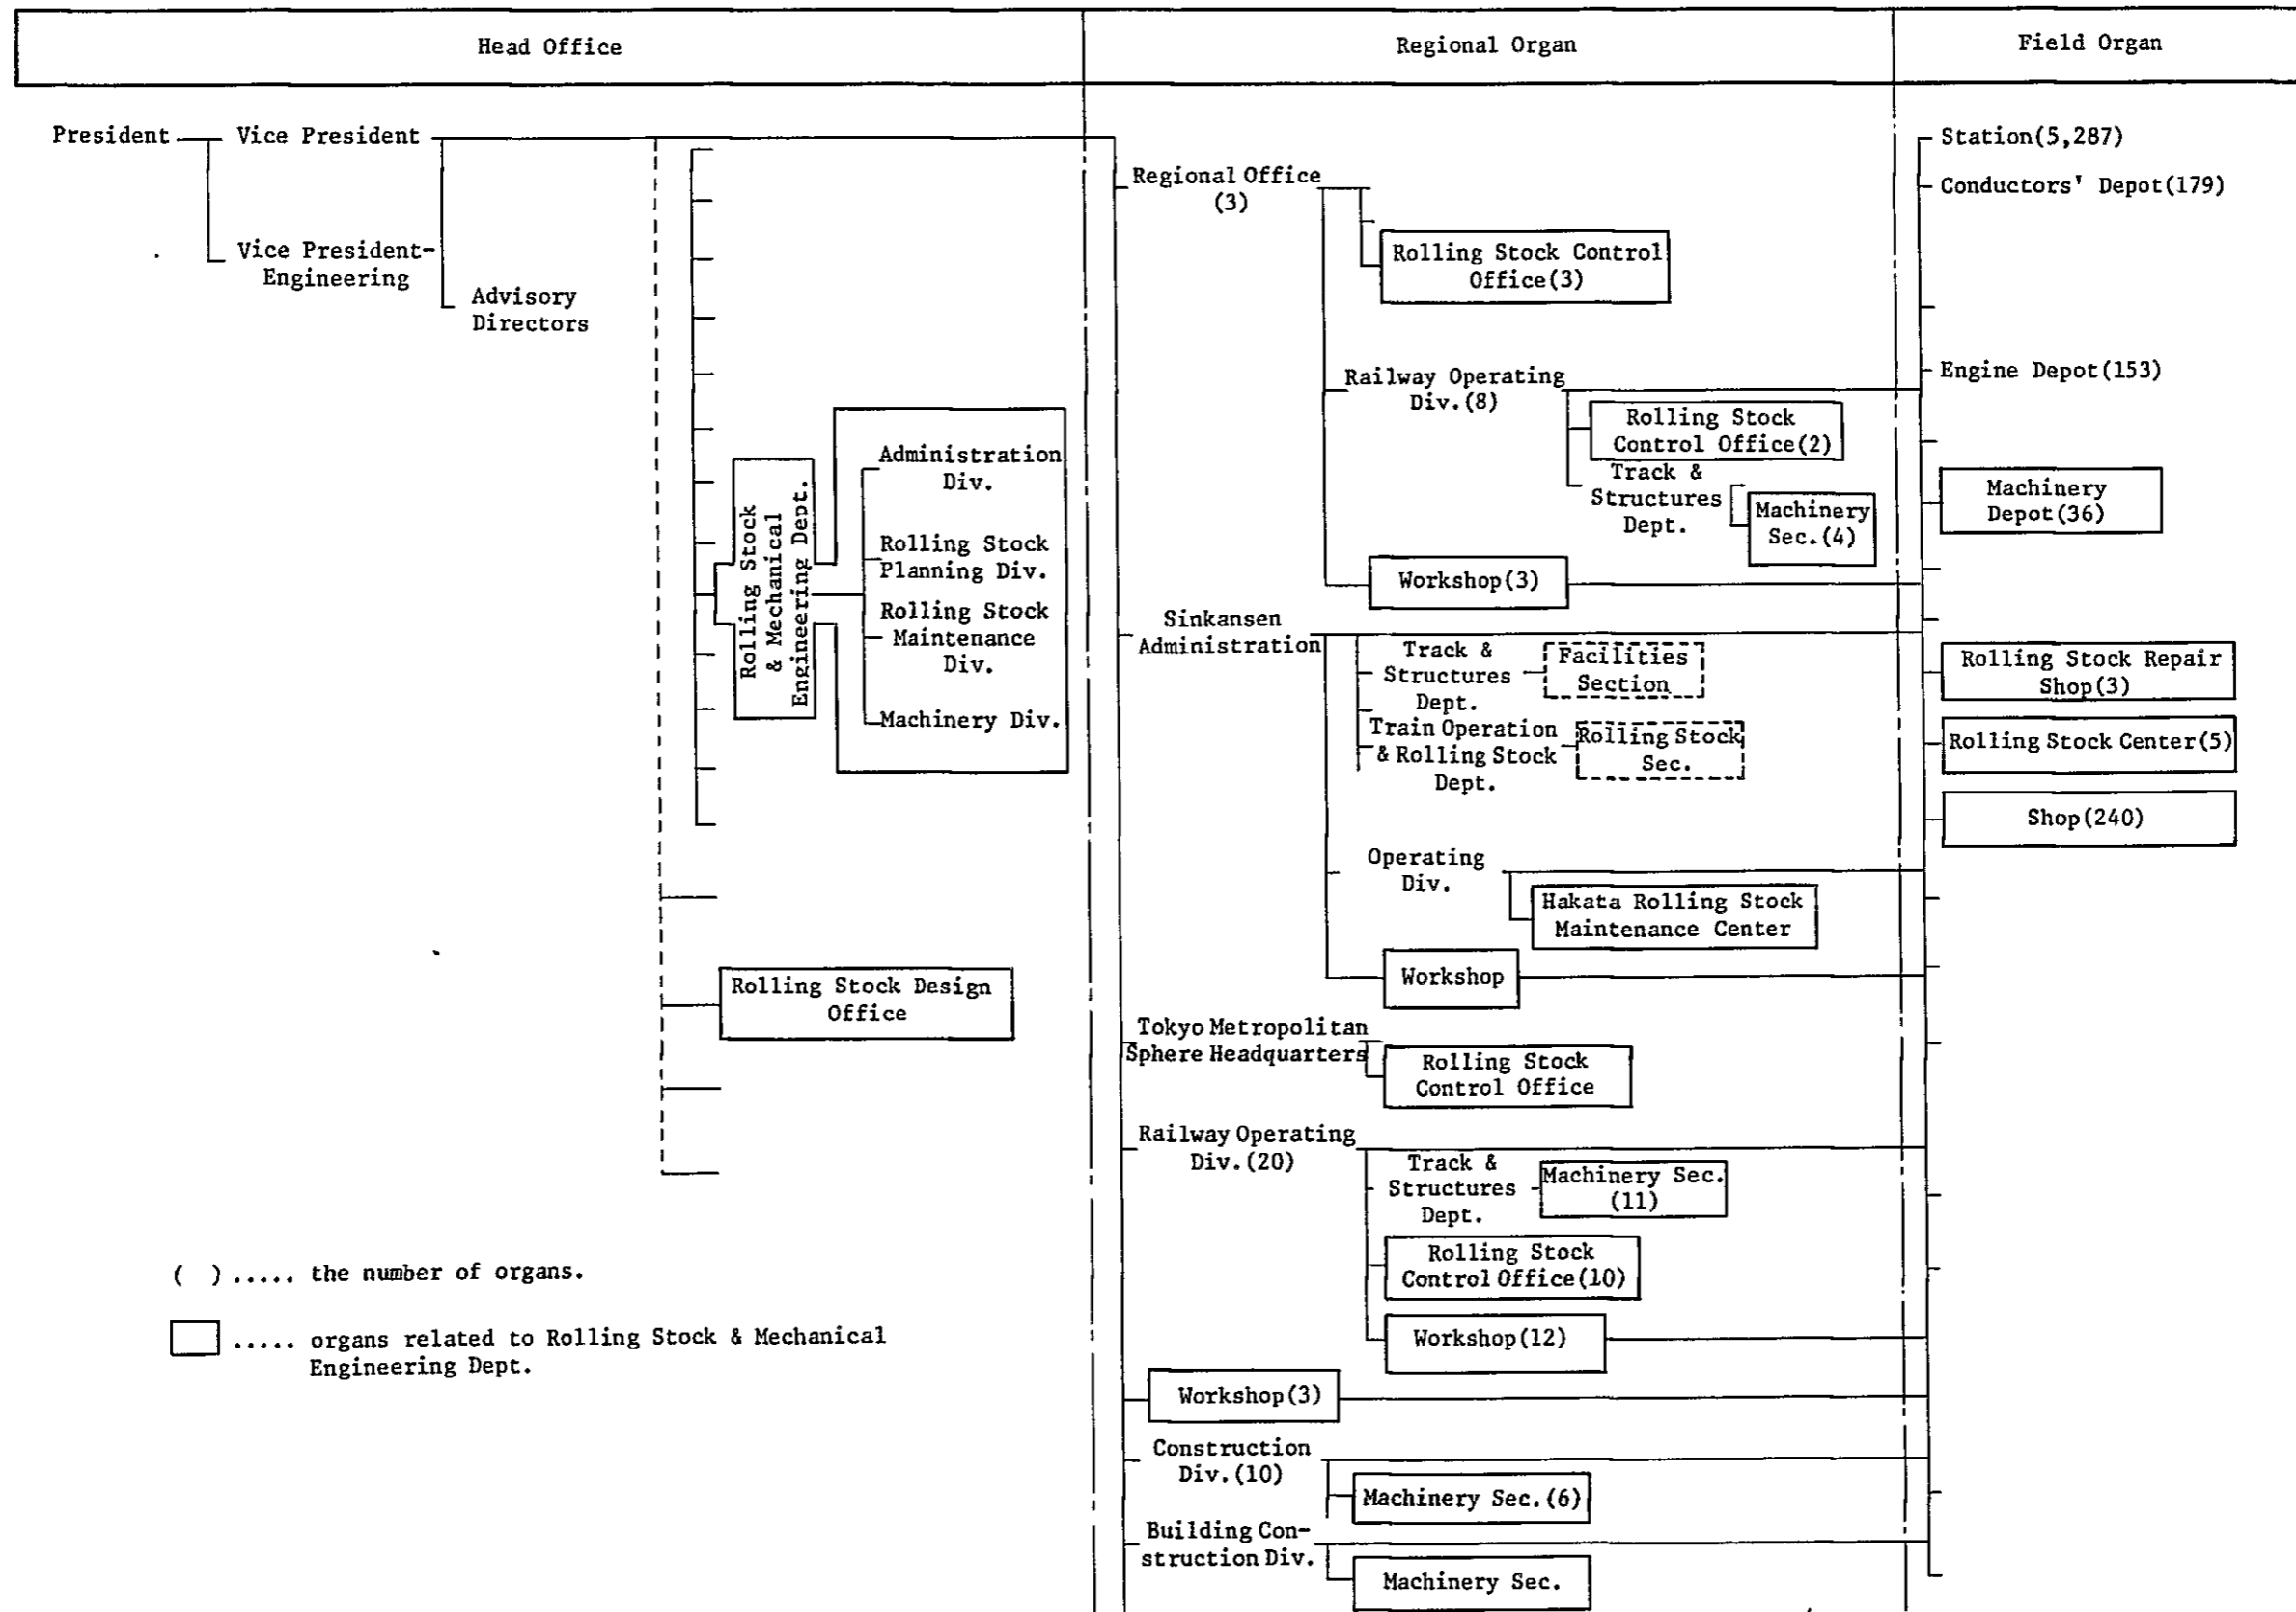 Head Office
Regional Organ
Field Organ
President
Vice President
Vice President-
Engineering
Advisory
Directors
Rolling Stock
& Mechanical
Engineering Dept.
Administration
Div.
Rolling Stock
Planning Div.
Rolling Stock
Maintenance
Div.
Machinery Div.
Rolling Stock Design
Office
( ) ..... the number of organs.
..... organs related to Rolling Stock & Mechanical
Engineering Dept.
Regional Office
(3)
Rolling Stock Control
Office(3)
Railway Operating
Div.(8)
Rolling Stock
Control Office(2)
Track &
Structures
Dept.
Machinery
Sec.(4)
Workshop(3)
Sinkansen
Administration
Track &
Structures
Dept.
Facilities
Section
Train Operation
& Rolling Stock
Dept.
Rolling Stock
Sec.
Operating
Div.
Hakata Rolling Stock
Maintenance Center
Workshop
Tokyo Metropolitan
Sphere Headquarters
Rolling Stock
Control Office
Railway Operating
Div.(20)
Track &
Structures
Dept.
Machinery Sec.
(11)
Rolling Stock
Control Office(10)
Workshop(12)
Workshop(3)
Construction
Div.(10)
Machinery Sec.(6)
Building Con-
struction Div.
Machinery Sec.
Station(5,287)
Conductors' Depot(179)
Engine Depot(153)
Machinery
Depot(36)
Rolling Stock Repair
Shop(3)
Rolling Stock Center(5)
Shop(240)